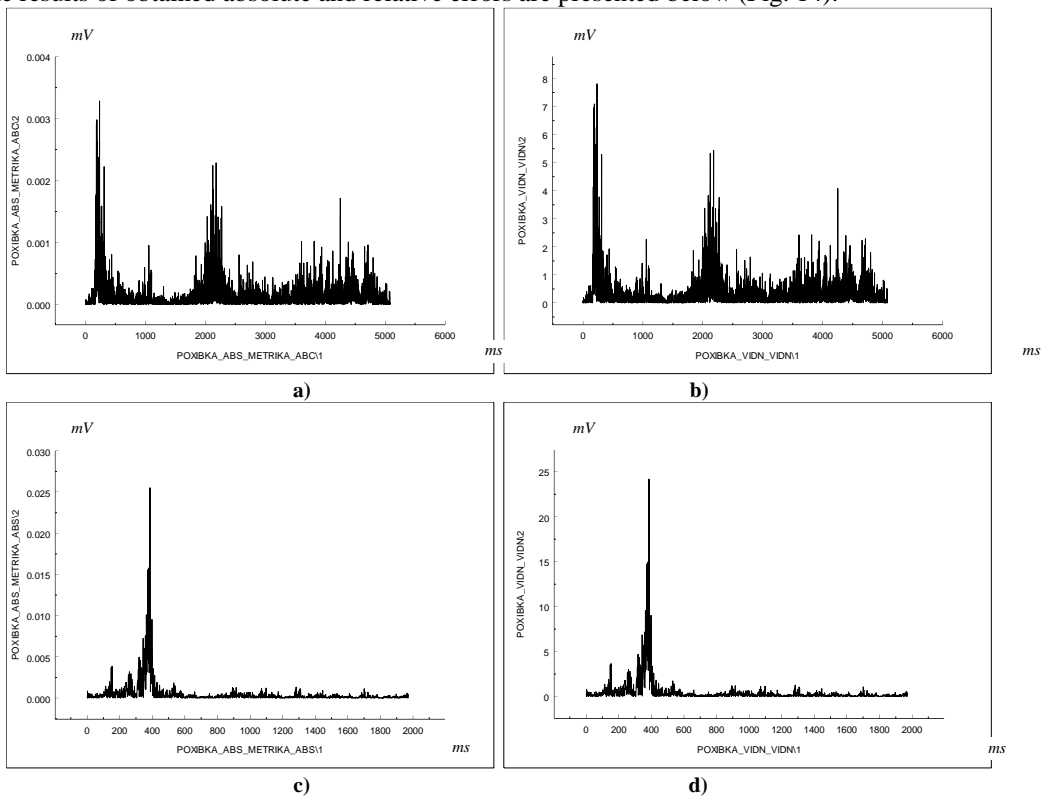 e results of obtained absolute and relative errors are presented below (Fig. 14).
mV
0.004
0.003
0.002
0.001
0.000
POXIBKA_ABS_METRIKA_ABC\2
0 1000 2000 3000 4000 5000 6000
POXIBKA_ABS_METRIKA_ABC\1
ms
a)
mV
8
7
6
5
4
3
2
1
0
POXIBKA_VIDN_VIDN\2
0 1000 2000 3000 4000 5000 6000
POXIBKA_VIDN_VIDN\1
ms
b)
mV
0.030
0.025
0.020
0.015
0.010
0.005
0.000
POXIBKA_ABS_METRIKA_ABS\2
0 200 400 600 800 1000 1200 1400 1600 1800 2000
POXIBKA_ABS_METRIKA_ABS\1
ms
c)
mV
25
20
15
10
5
0
POXIBKA_VIDN_VIDN\2
0 200 400 600 800 1000 1200 1400 1600 1800 2000
POXIBKA_VIDN_VIDN\1
ms
d)